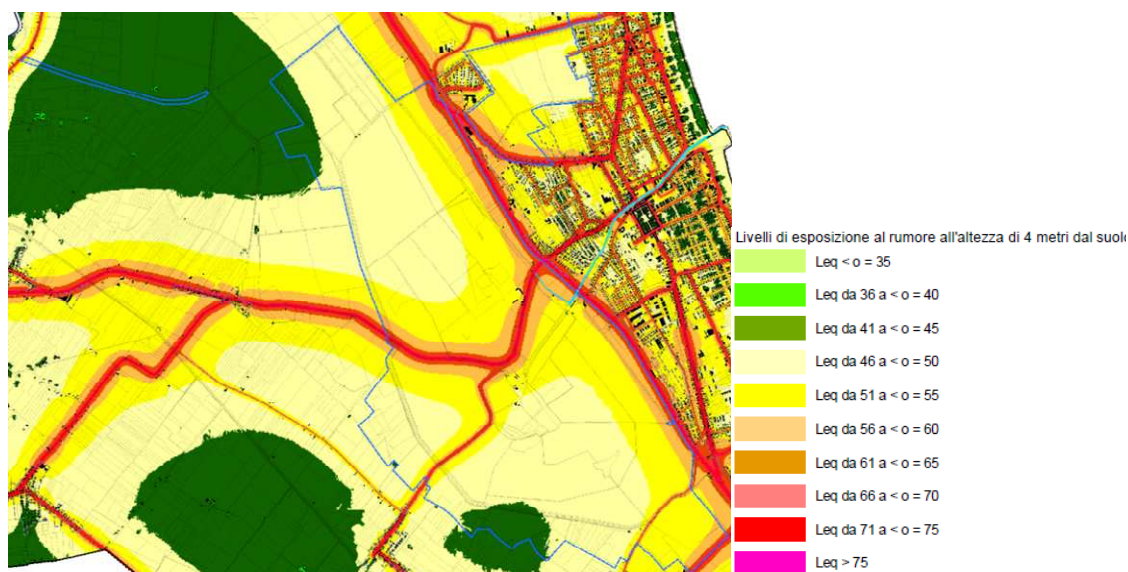 Livelli di esposizione al rumore all'altezza di 4 metri dal suolo
Leq < o = 35
Leq da 36 a < o = 40
Leq da 41 a < o = 45
Leq da 46 a < o = 50
Leq da 51 a < o = 55
Leq da 56 a < o = 60
Leq da 61 a < o = 65
Leq da 66 a < o = 70
Leq da 71 a < o = 75
Leq > 75